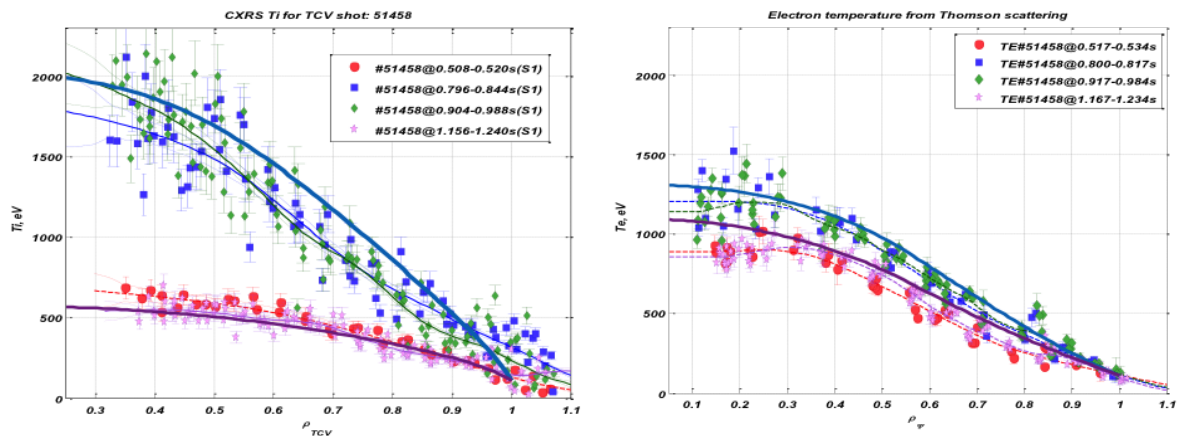 CXRS Ti for TCV shot: 51458
#51458@0.508-0.520s(S1)
#51458@0.796-0.844s(S1)
#51458@0.904-0.988s(S1)
#51458@1.156-1.240s(S1)
Ti, eV
2000
1500
1000
500
0
0.3 0.4 0.5 0.6 0.7 0.8 0.9 1 1.1
ρTCV
Electron temperature from Thomson scattering
TE#51458@0.517-0.534s
TE#51458@0.800-0.817s
TE#51458@0.917-0.984s
TE#51458@1.167-1.234s
Te, eV
2000
1500
1000
500
0
0.1 0.2 0.3 0.4 0.5 0.6 0.7 0.8 0.9 1 1.1
ρΨ